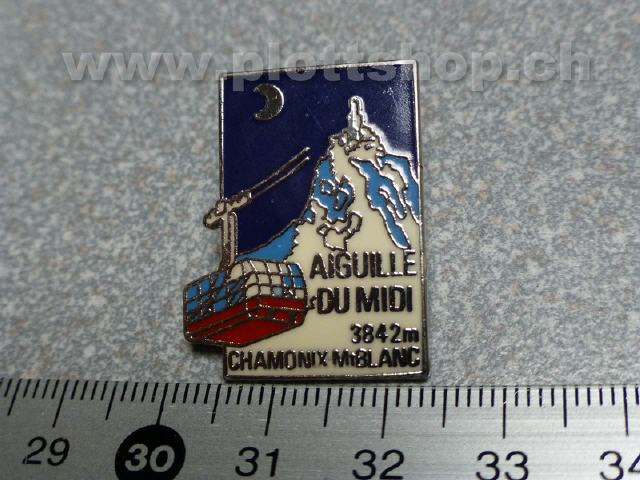 www.plottshop.ch
AIGUILLE
DU MIDI
3842m
CHAMONIX MtBLANC
29 30 31 32 33 34